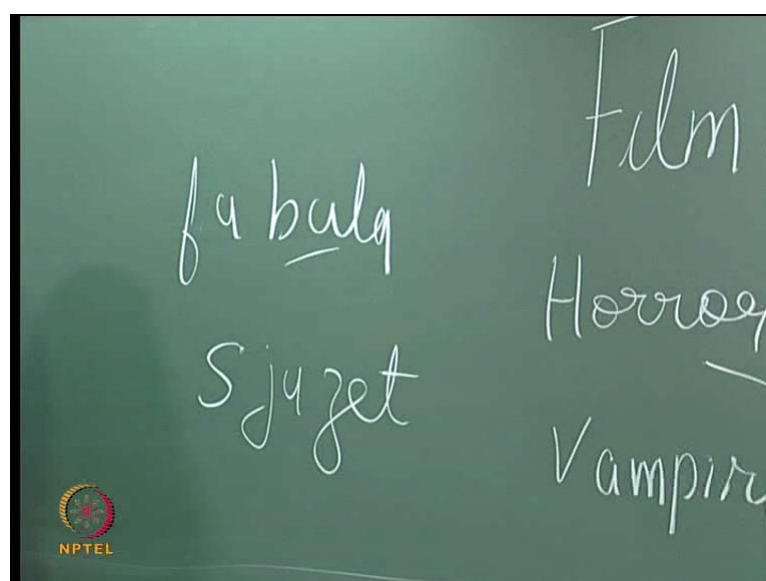 fabula
Sjuzet
Film
Horror
Vampir
NPTEL